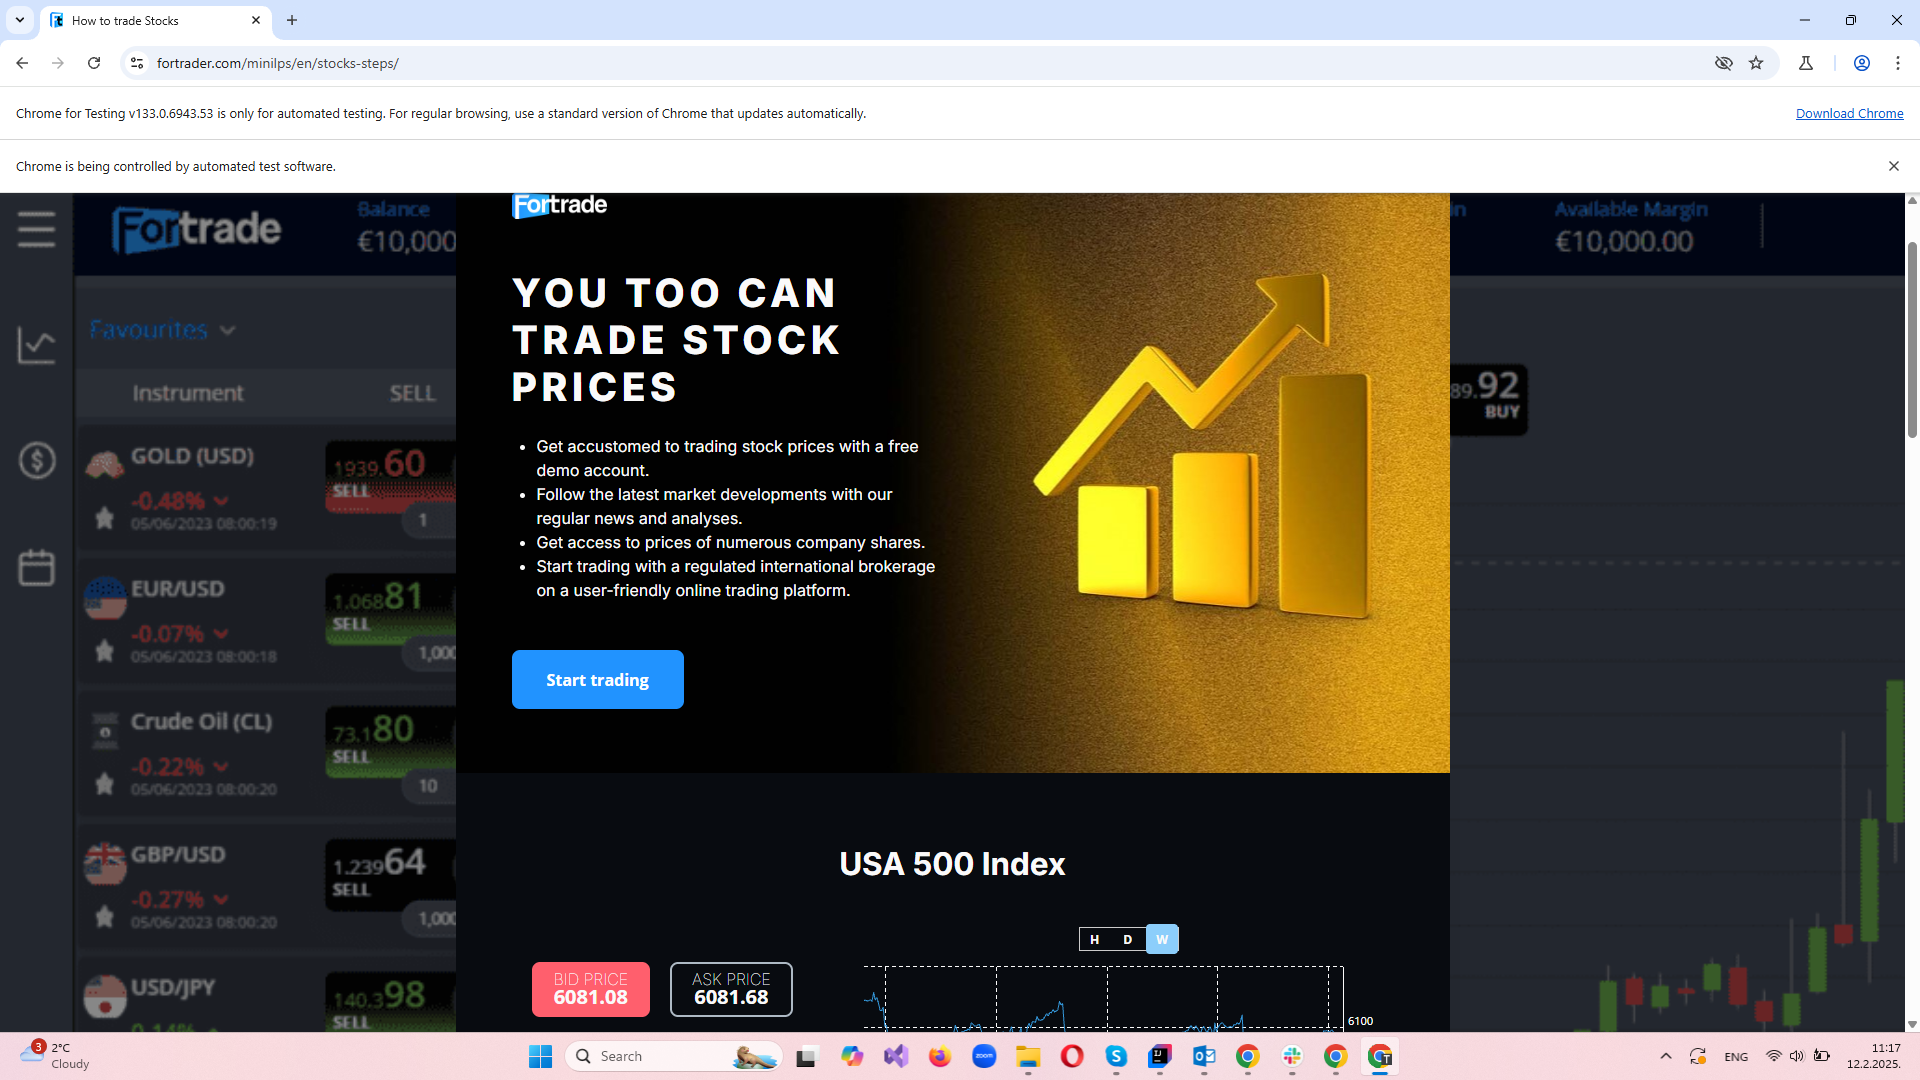 How to trade Stocks
fortrader.com/minilps/en/stocks-steps/
Chrome for Testing v133.0.6943.53 is only for automated testing. For regular browsing, use a standard version of Chrome that updates automatically.
Download Chrome
Chrome is being controlled by automated test software.
Fortrade
Balance
€10,000
Fortrade
in
Available Margin
€10,000.00
YOU TOO CAN
TRADE STOCK
PRICES
Favourites
Instrument
SELL
89.92
BUY
Get accustomed to trading stock prices with a free
demo account.
Follow the latest market developments with our
regular news and analyses.
Get access to prices of numerous company shares.
Start trading with a regulated international brokerage
on a user-friendly online trading platform.
Start trading
GOLD (USD)
1939.60
SELL
-0.48%
05/06/2023 08:00:19
1
EUR/USD
1.06881
SELL
-0.07%
05/06/2023 08:00:18
1,000
Crude Oil (CL)
73.180
SELL
-0.22%
05/06/2023 08:00:20
10
GBP/USD
1.23964
SELL
-0.27%
05/06/2023 08:00:20
1,000
USD/JPY
140.398
SELL
0.14%
USA 500 Index
H D W
BID PRICE
6081.08
ASK PRICE
6081.68
6100
3
2°C
Cloudy
Search
zoom
ENG
11:17
12.2.2025.